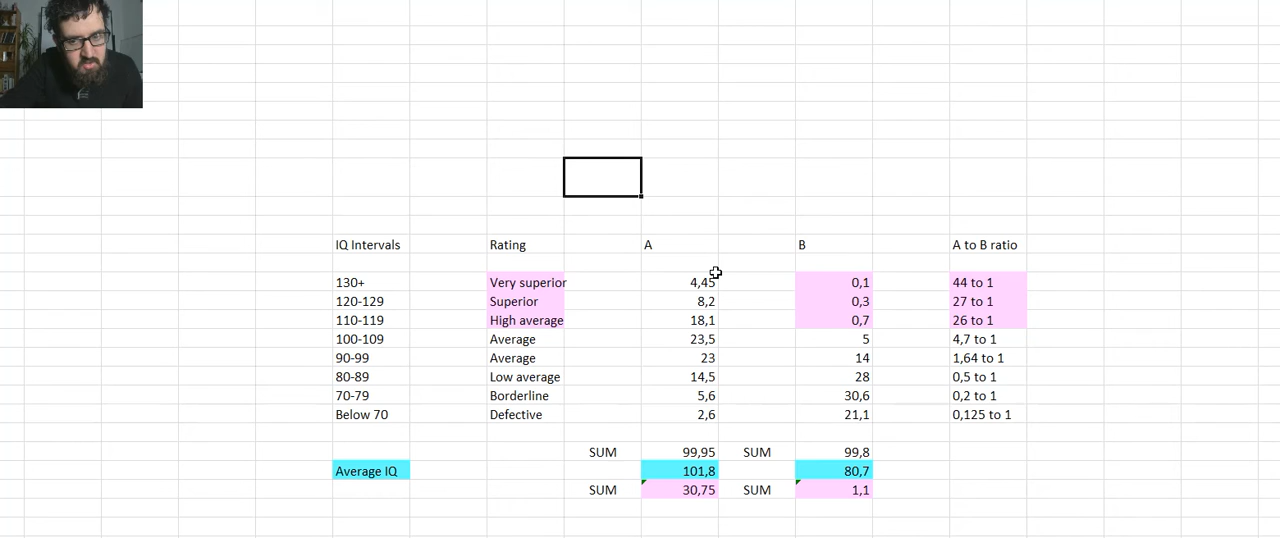 IQ Intervals Rating A B A to B ratio
130+ Very superior 4,45 0,1 44 to 1
120-129 Superior 8,2 0,3 27 to 1
110-119 High average 18,1 0,7 26 to 1
100-109 Average 23,5 5 4,7 to 1
90-99 Average 23 14 1,64 to 1
80-89 Low average 14,5 28 0,5 to 1
70-79 Borderline 5,6 30,6 0,2 to 1
Below 70 Defective 2,6 21,1 0,125 to 1
SUM 99,95 SUM 99,8
Average IQ 101,8 80,7
SUM 30,75 SUM 1,1